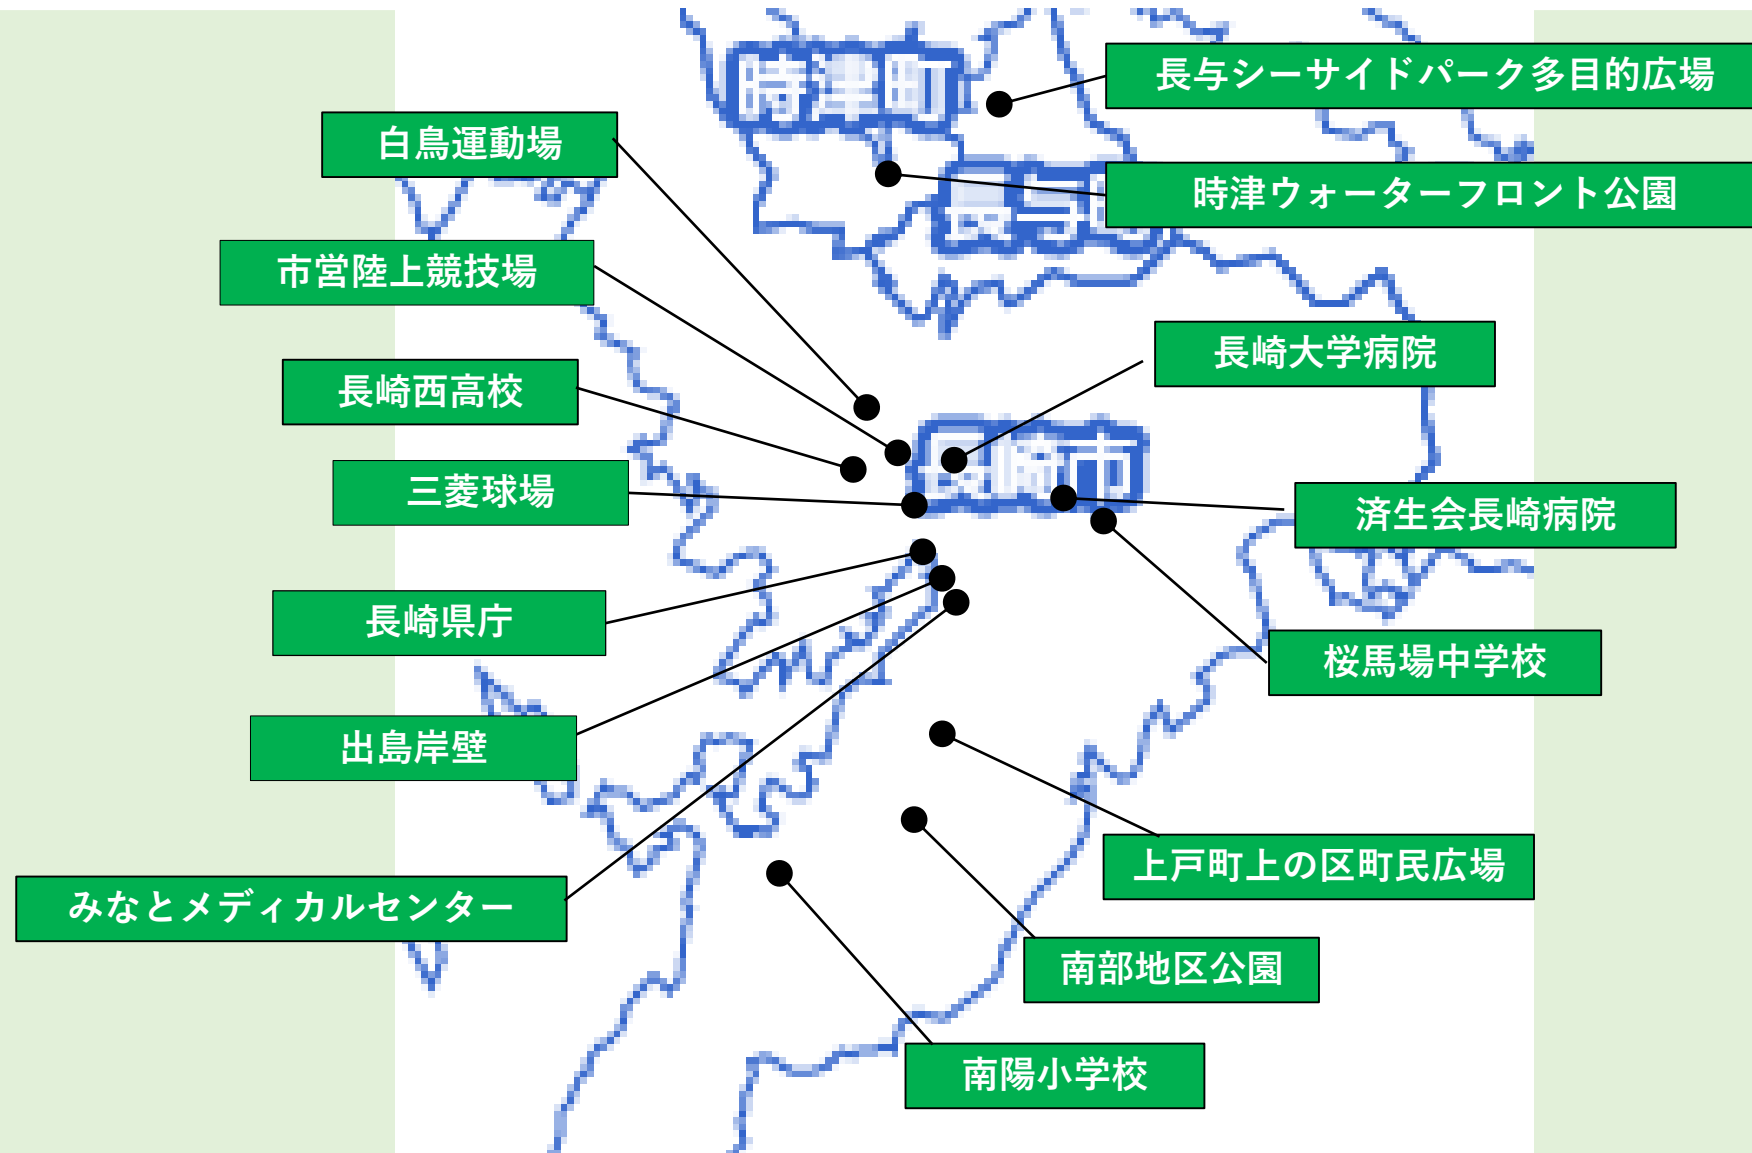 時津町
長与シーサイドパーク多目的広場
白鳥運動場
時津ウォーターフロント公園
市営陸上競技場
長崎大学病院
長崎西高校
長崎市
三菱球場
済生会長崎病院
長崎県庁
桜馬場中学校
出島岸壁
上戸町上の区町民広場
みなとメディカルセンター
南部地区公園
南陽小学校